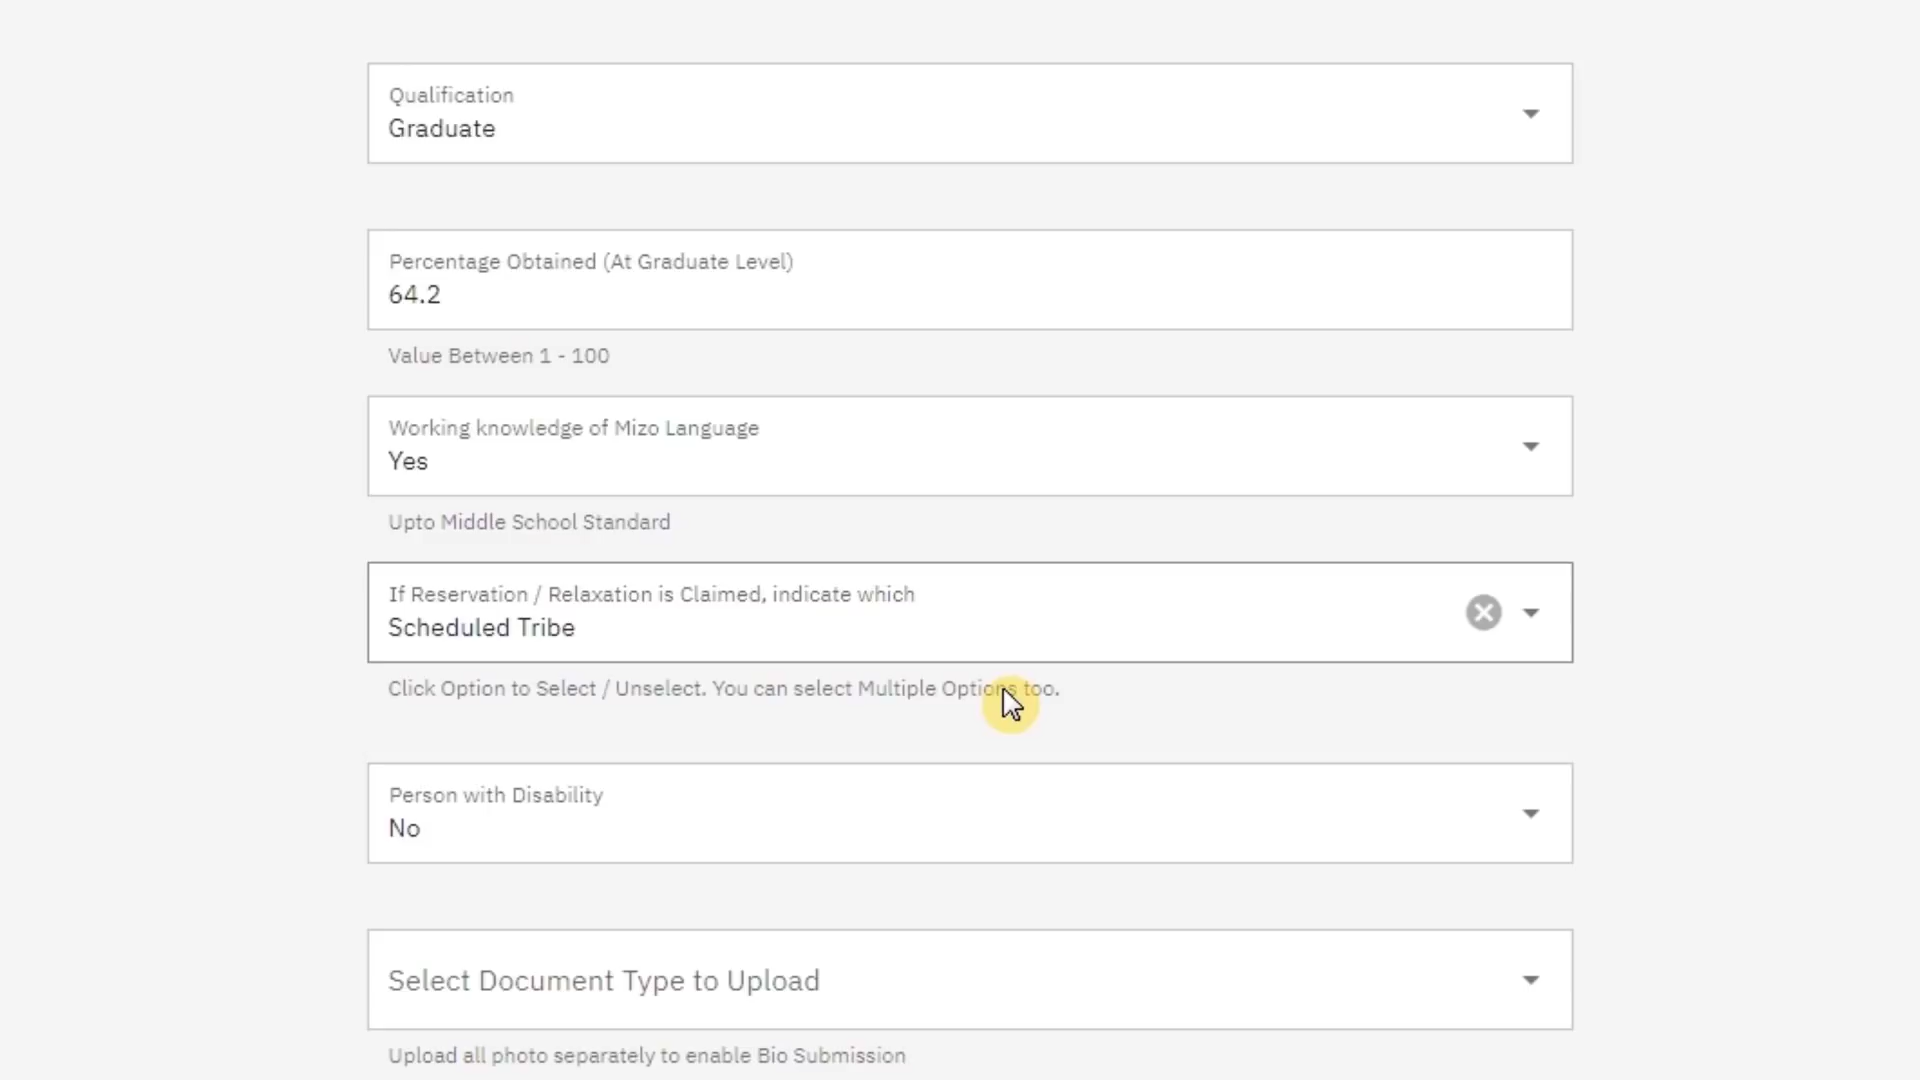 Qualification
Graduate
Percentage Obtained (At Graduate Level)
64.2
Value Between 1 - 100
Working knowledge of Mizo Language
Yes
Upto Middle School Standard
If Reservation / Relaxation is Claimed, indicate which
Scheduled Tribe
Click Option to Select / Unselect. You can select Multiple Options too.
Person with Disability
No
Select Document Type to Upload
Upload all photo separately to enable Bio Submission